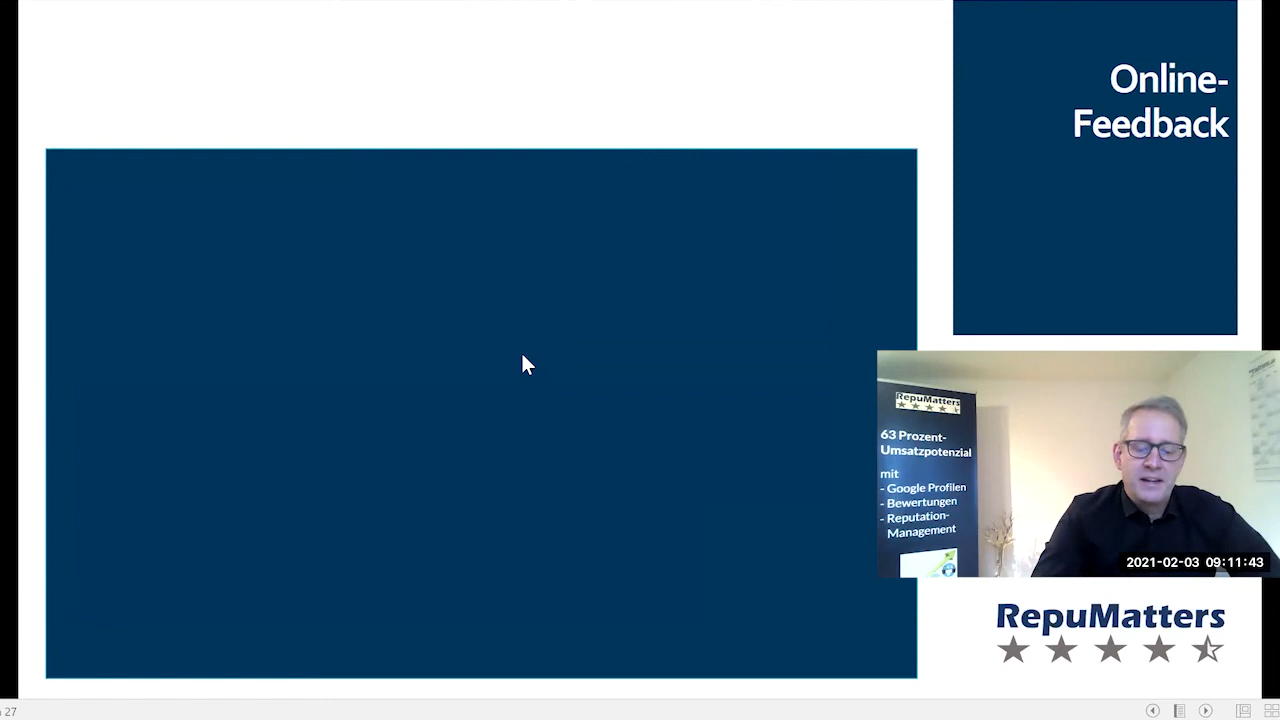 Online-
Feedback
RepuMatters
63 Prozent-
Umsatzpotenzial
mit
- Google Profilen
- Bewertungen
- Reputation-
Management
2021-02-03 09:11:43
RepuMatters
27